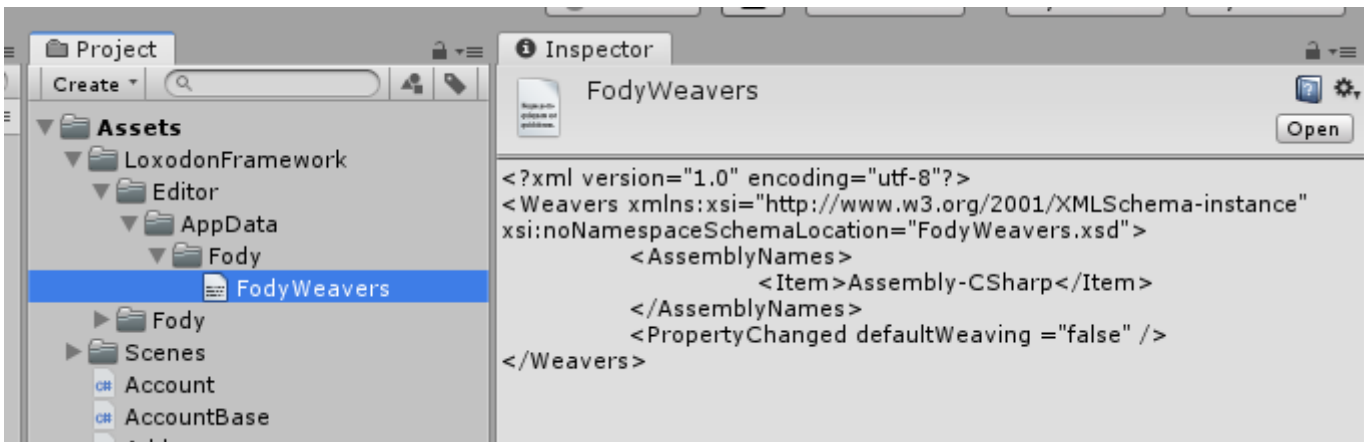 Project
Create
Assets
LoxodonFramework
Editor
AppData
Fody
FodyWeavers
Fody
Scenes
C# Account
C# AccountBase
Inspector
FodyWeavers
Open
<?xml version="1.0" encoding="utf-8"?>
<Weavers xmlns:xsi="http://www.w3.org/2001/XMLSchema-instance"
xsi:noNamespaceSchemaLocation="FodyWeavers.xsd">
<AssemblyNames>
<Item>Assembly-CSharp</Item>
</AssemblyNames>
<PropertyChanged defaultWeaving ="false" />
</Weavers>